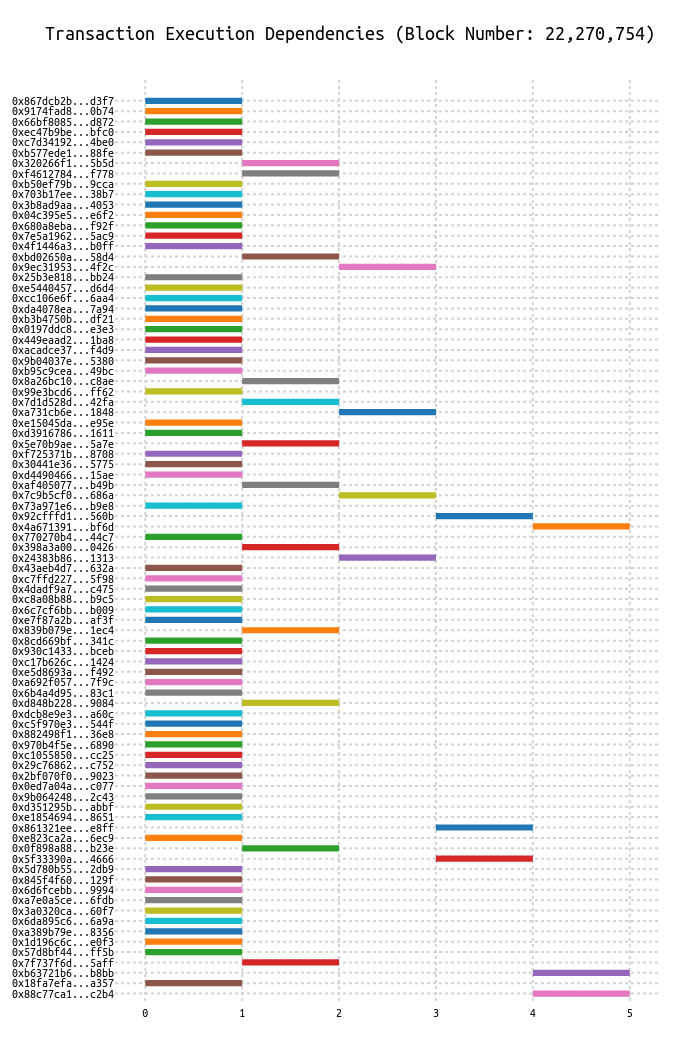 Transaction Execution Dependencies (Block Number: 22,270,754)
0x867dcb2b...d3f7
0x9174fad8...0b74
0x66bf8085...d872
0xec47b9be...bfc0
0xc7d34192...4be0
0xb577ede1...88fe
0x320266f1...5b5d
0xf4612784...f778
0xb50ef79b...9cca
0x703b17ee...38b7
0x3b8ad9aa...4053
0x04c395e5...e6f2
0x680a8eba...f92f
0x7e5a1962...5ac9
0x4f1446a3...b0ff
0xbd02650a...58d4
0x9ec31953...4f2c
0x25b3e818...bb24
0xe5440457...d6d4
0xcc106e6f...6aa4
0xda4078ea...7a94
0xb3b4750b...df21
0x0197ddc8...e3e3
0x449eaad2...1ba8
0xacadce37...f4d9
0x9b04037e...5380
0xb95c9cea...49bc
0x8a26bc10...c8ae
0x99e3bcd6...ff62
0x7d1d528d...42fa
0xa731cb6e...1848
0xe15045da...e95e
0xd3916786...1611
0x5e70b9ae...5a7e
0xf725371b...8708
0x30441e36...5775
0xd4490466...15ae
0xaf405077...b49b
0x7c9b5cf0...686a
0x73a971e6...b9e8
0x92cfffd1...560b
0x4a671391...bf6d
0x770270b4...44c7
0x398a3a00...0426
0x24383b86...1313
0x43aeb4d7...632a
0xc7ffd227...5f98
0x4dadf9a7...c475
0xc8a08b88...b9c5
0x6c7cf6bb...b009
0xe7f87a2b...af3f
0x839b079e...1ec4
0x8cd669bf...341c
0x930c1433...bceb
0xc17b626c...1424
0xe5d8693a...f492
0xa692f057...7f9c
0x6b4a4d95...83c1
0xd848b228...9084
0xdcb8e9e3...a60c
0xc5f970e3...544f
0x882498f1...36e8
0x970b4f5e...6890
0xc1055850...cc25
0x29c76862...c752
0x2bf070f0...9023
0x0ed7a04a...c077
0x9b064248...2c43
0xd351295b...abbf
0xe1854694...8651
0x861321ee...e8ff
0xe823ca2a...6ec9
0x0f898a88...b23e
0x5f33390a...4666
0x5d780b55...2db9
0x845f4f60...129f
0x6d6fcebb...9994
0xa7e0a5ce...6fdb
0x3a0320ca...60f7
0x6da895c6...6a9a
0xa389b79e...8356
0x1d196c6c...e0f3
0x57d8bf44...ff5b
0x7f737f6d...5aff
0xb63721b6...b8bb
0x18fa7efa...a357
0x88c77ca1...c2b4
0 1 2 3 4 5